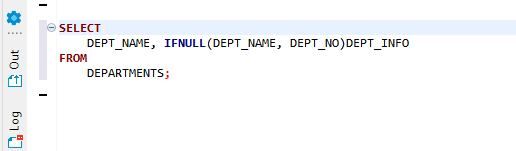 SELECT
DEPT_NAME, IFNULL(DEPT_NAME, DEPT_NO)DEPT_INFO
FROM
DEPARTMENTS;
Out
Log